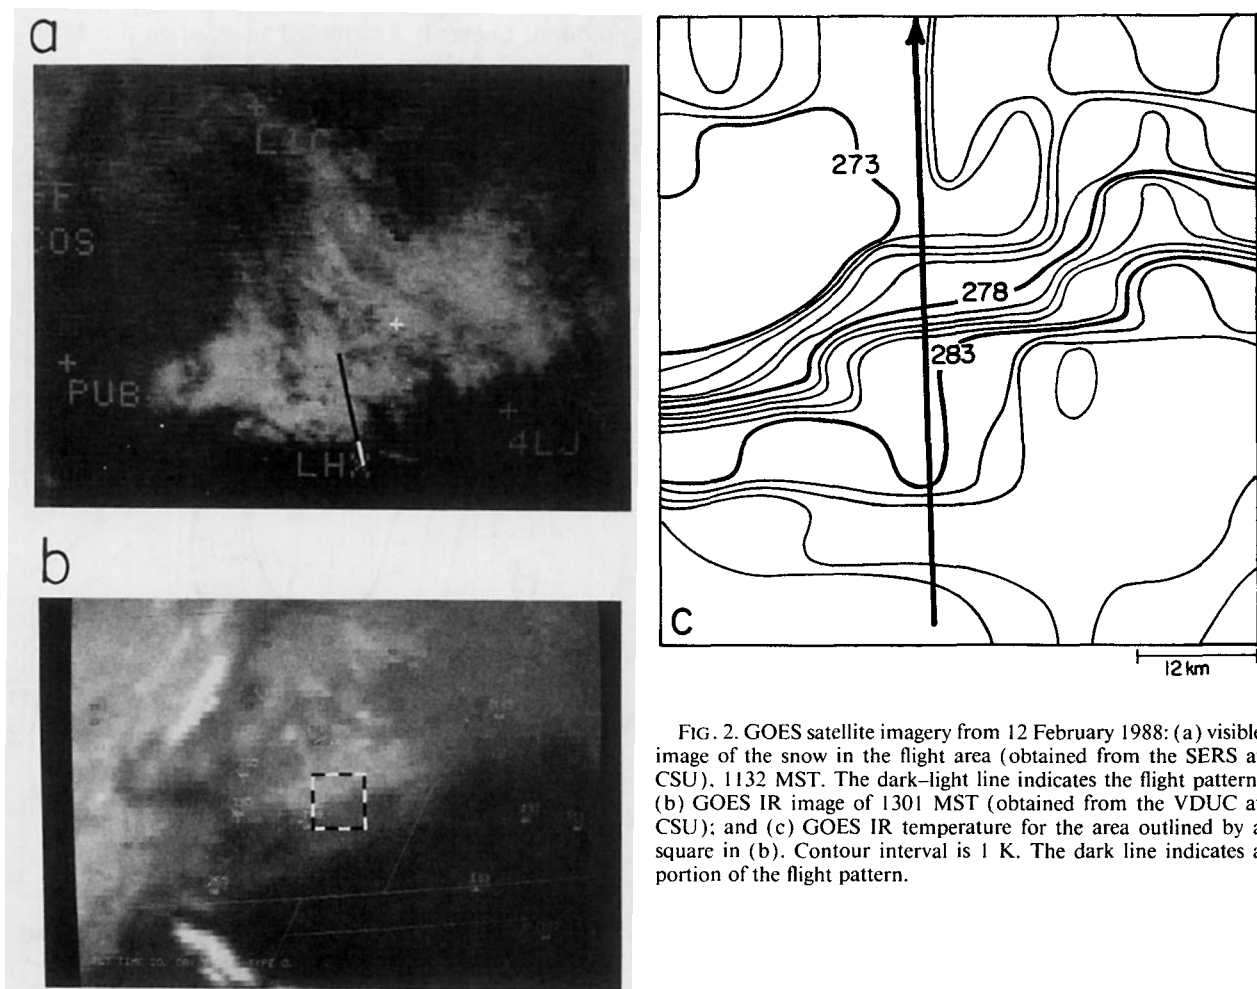 a
COS
PUB
LHX
4LJ
b
273
278
283
C
12 km
FIG. 2. GOES satellite imagery from 12 February 1988: (a) visible
image of the snow in the flight area (obtained from the SERS a
CSU), 1132 MST. The dark–light line indicates the flight pattern
(b) GOES IR image of 1301 MST (obtained from the VDUC a
CSU); and (c) GOES IR temperature for the area outlined by a
square in (b). Contour interval is 1 K. The dark line indicates a
portion of the flight pattern.